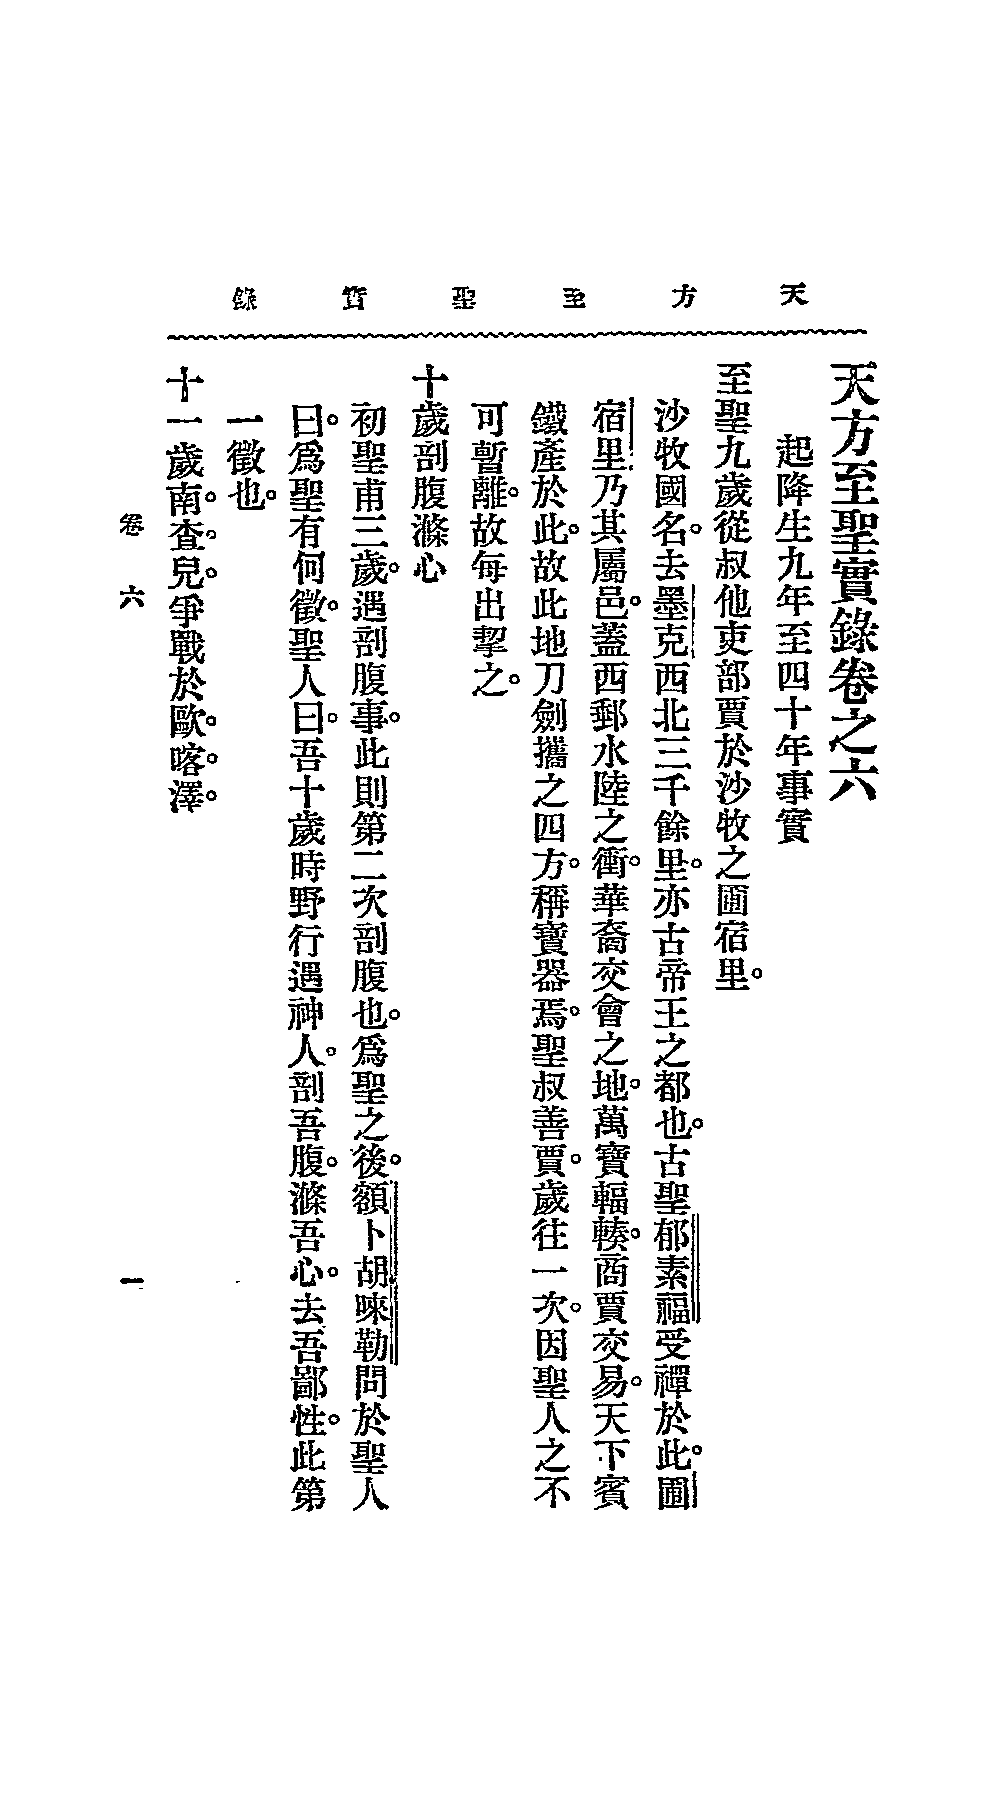 天方至聖實錄
天方至聖實錄卷之六
起降生九年至四十年事實
至聖九歲從叔他吏部賈於沙牧之圃宿里。
沙牧國名。去墨克西北三千餘里。亦古帝王之都也。古聖郁素福受禪於此。圃
宿里乃其屬邑。蓋西郵水陸之衝。華裔交會之地。萬寶輻輳。商賈交易。天下賓
鐵產於此。故此地刀劍攜之四方。稱寶器焉。聖叔善賈。歲往一次。因聖人之不
可暫離。故每出挈之。
十歲剖腹滌心
初聖甫三歲。遇剖腹事。此則第二次剖腹也。爲聖之後。額卜胡唻勒問於聖人
曰。爲聖有何徵。聖人曰。吾十歲時野行遇神人。剖吾腹。滌吾心。去吾鄙性。此第
一徵也。
十一歲南。查。兒。爭戰於歐。喀。澤。
卷六
一